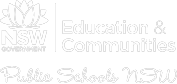 NSW
GOVERNMENT
Education &
Communities
Public Schools NSW